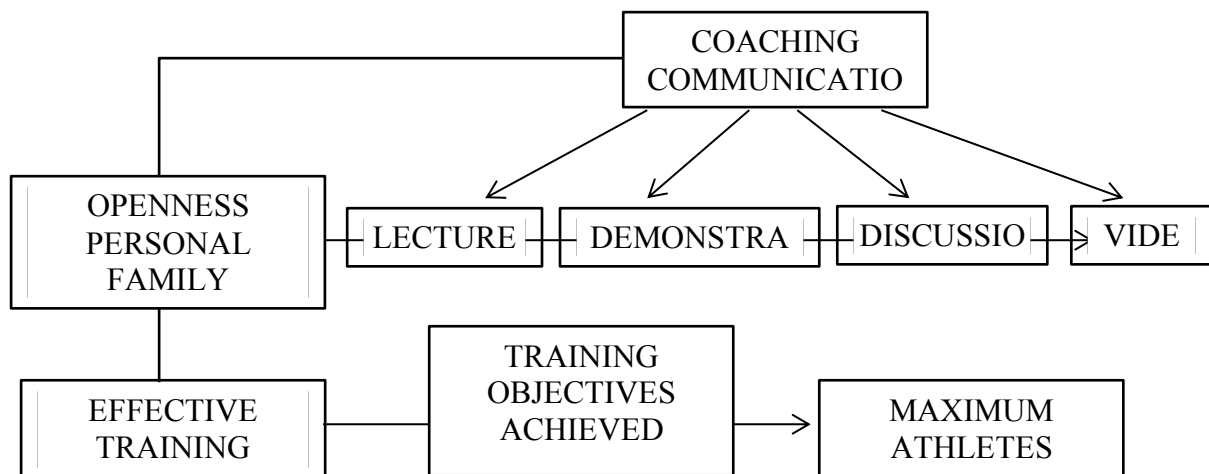 COACHING
COMMUNICATIO
OPENNESS
PERSONAL
FAMILY
LECTURE
DEMONSTRA
DISCUSSIO
VIDE
EFFECTIVE
TRAINING
TRAINING
OBJECTIVES
ACHIEVED
MAXIMUM
ATHLETES